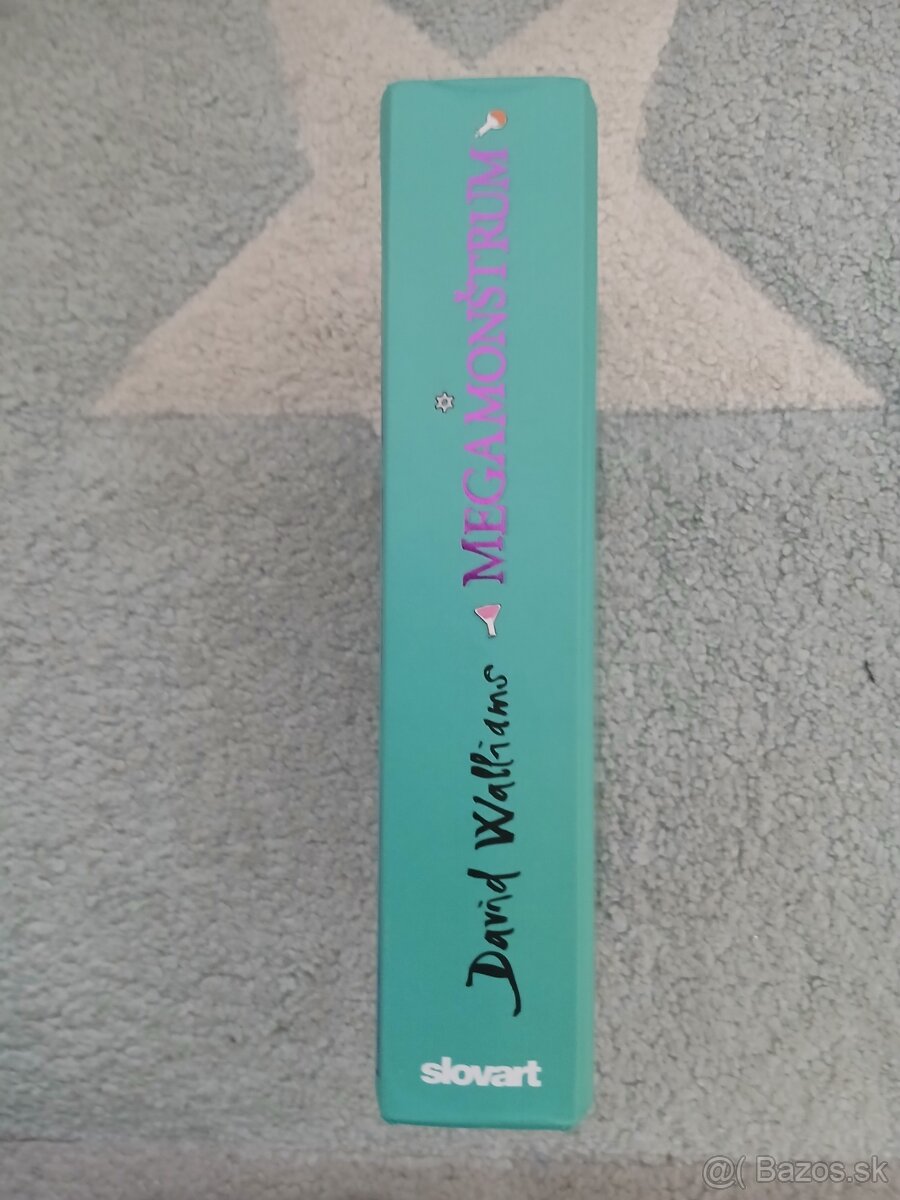 MEGAMONŠTRUM
David Walliams
slovart
@( Bazos.sk